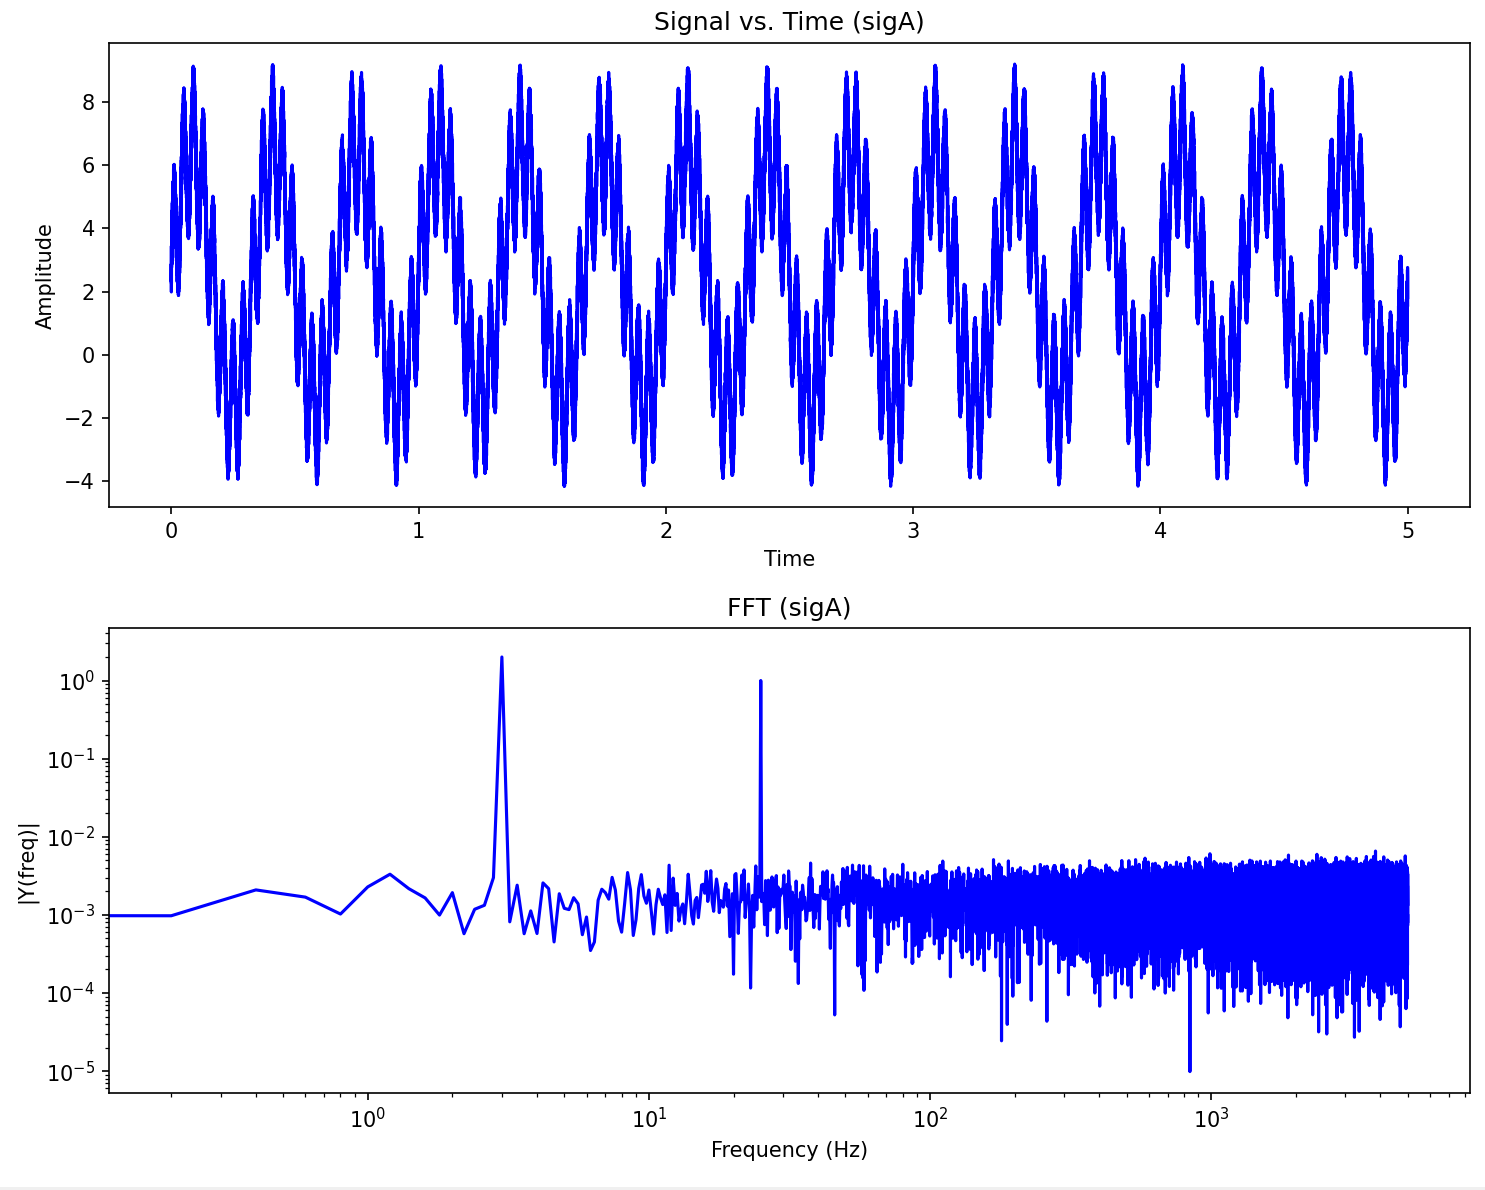 Signal vs. Time (sigA)
8
6
4
2
0
−2
−4
Amplitude
0 1 2 3 4 5
Time
FFT (sigA)
10⁰
10⁻¹
10⁻²
10⁻³
10⁻⁴
10⁻⁵
|Y(freq)|
10⁰ 10¹ 10² 10³
Frequency (Hz)